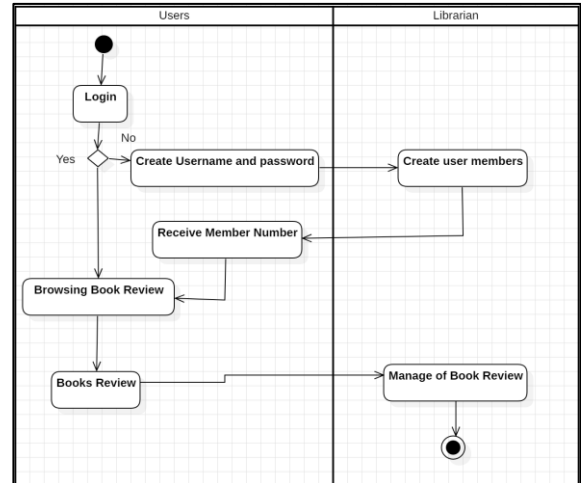 Users
Librarian
Login
No
Yes
Create Username and password
Create user members
Receive Member Number
Browsing Book Review
Books Review
Manage of Book Review